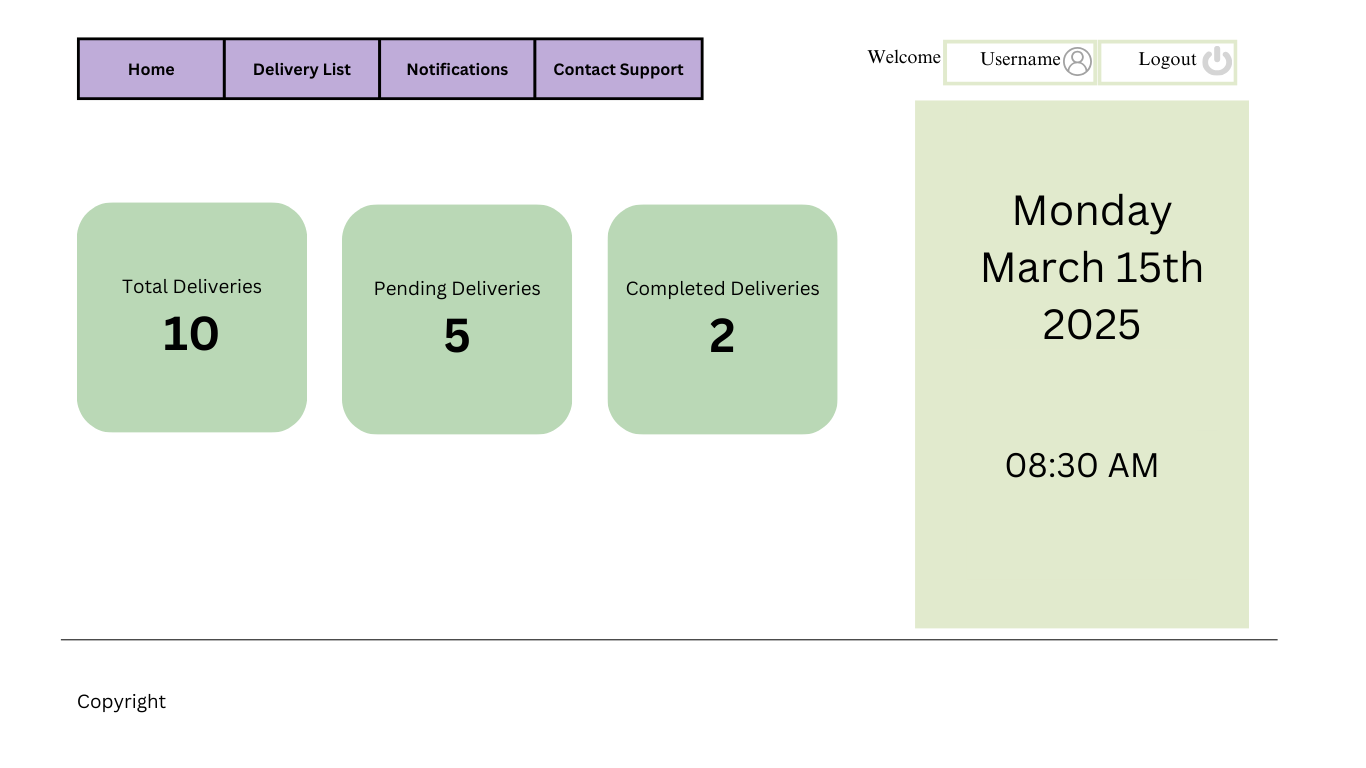 Home Delivery List Notifications Contact Support
Welcome Username Logout
Total Deliveries
10
Pending Deliveries
5
Completed Deliveries
2
Monday
March 15th
2025
08:30 AM
Copyright